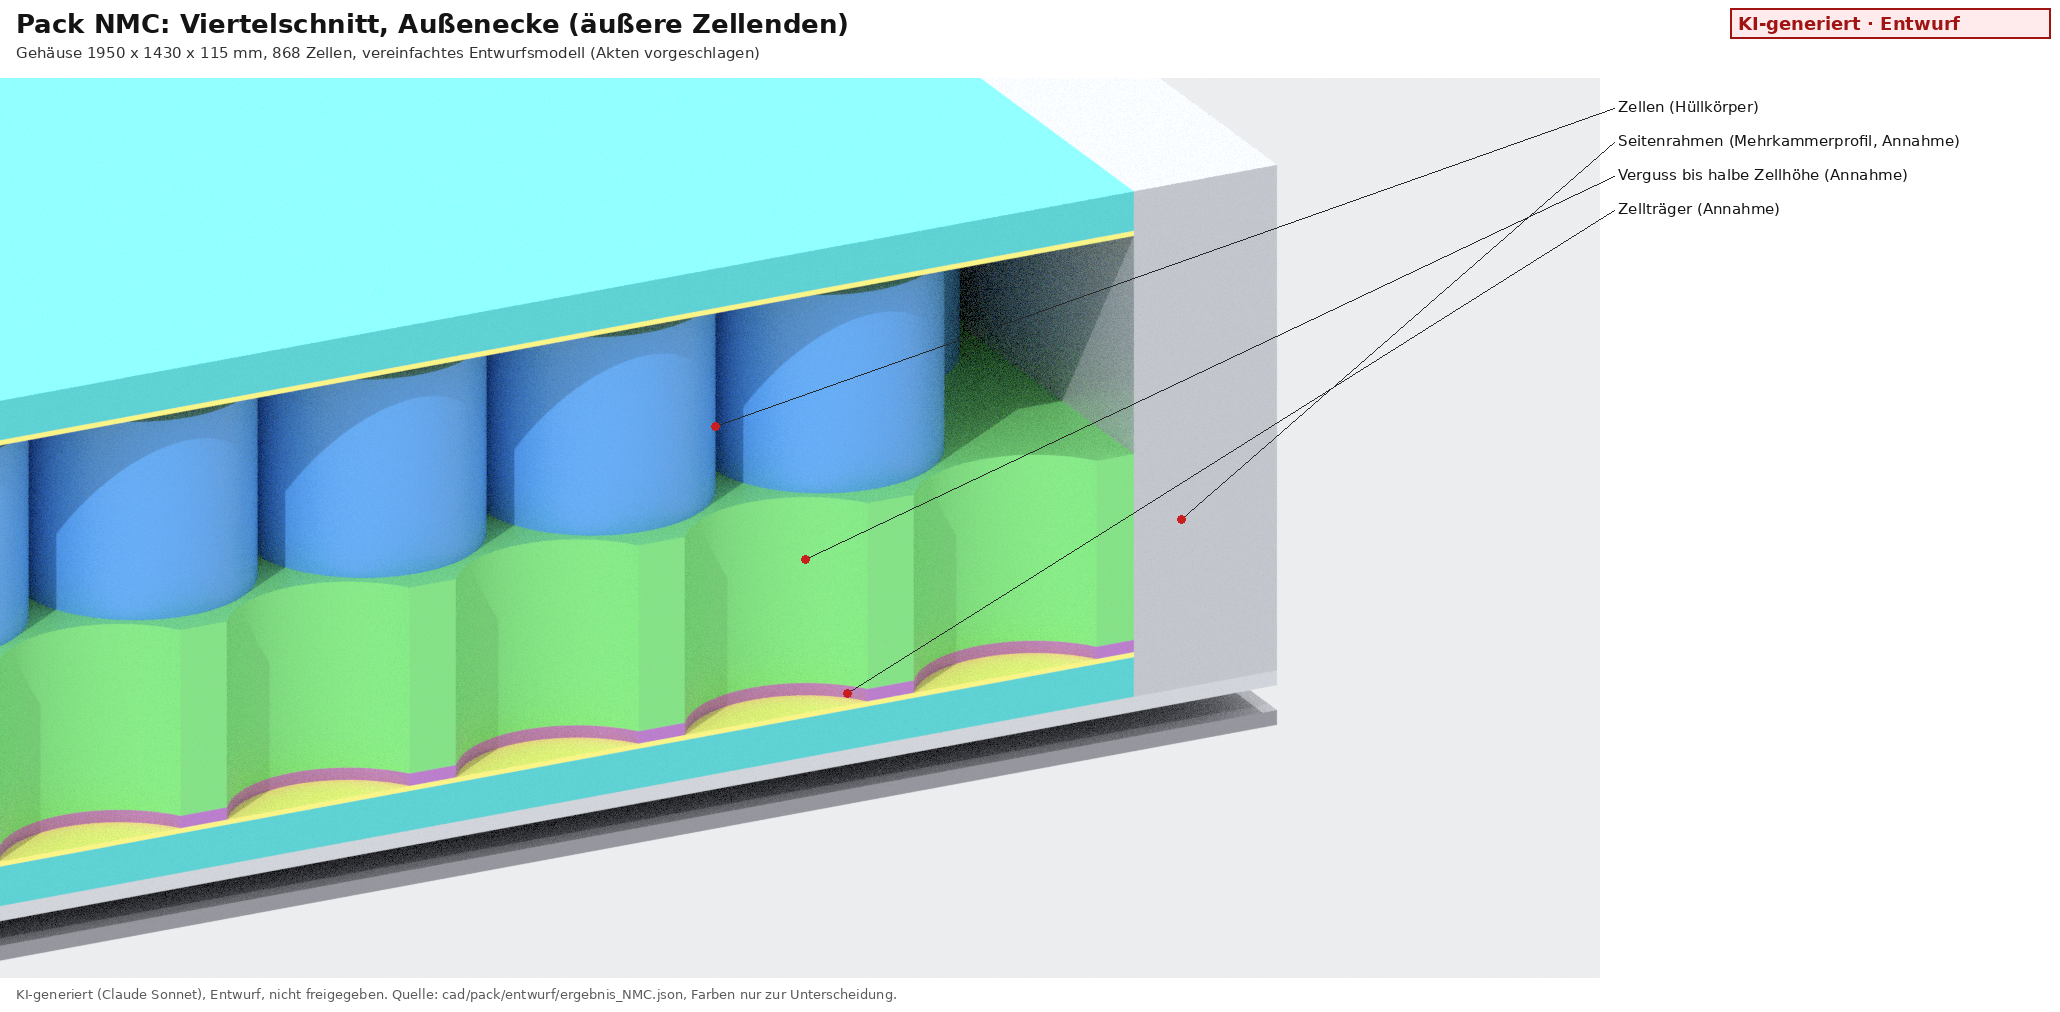 Pack NMC: Viertelschnitt, Außenecke (äußere Zellenden)
KI-generiert · Entwurf
Gehäuse 1950 x 1430 x 115 mm, 868 Zellen, vereinfachtes Entwurfsmodell (Akten vorgeschlagen)
Zellen (Hüllkörper)
Seitenrahmen (Mehrkammerprofil, Annahme)
Verguss bis halbe Zellhöhe (Annahme)
Zellträger (Annahme)
KI-generiert (Claude Sonnet), Entwurf, nicht freigegeben. Quelle: cad/pack/entwurf/ergebnis_NMC.json, Farben nur zur Unterscheidung.